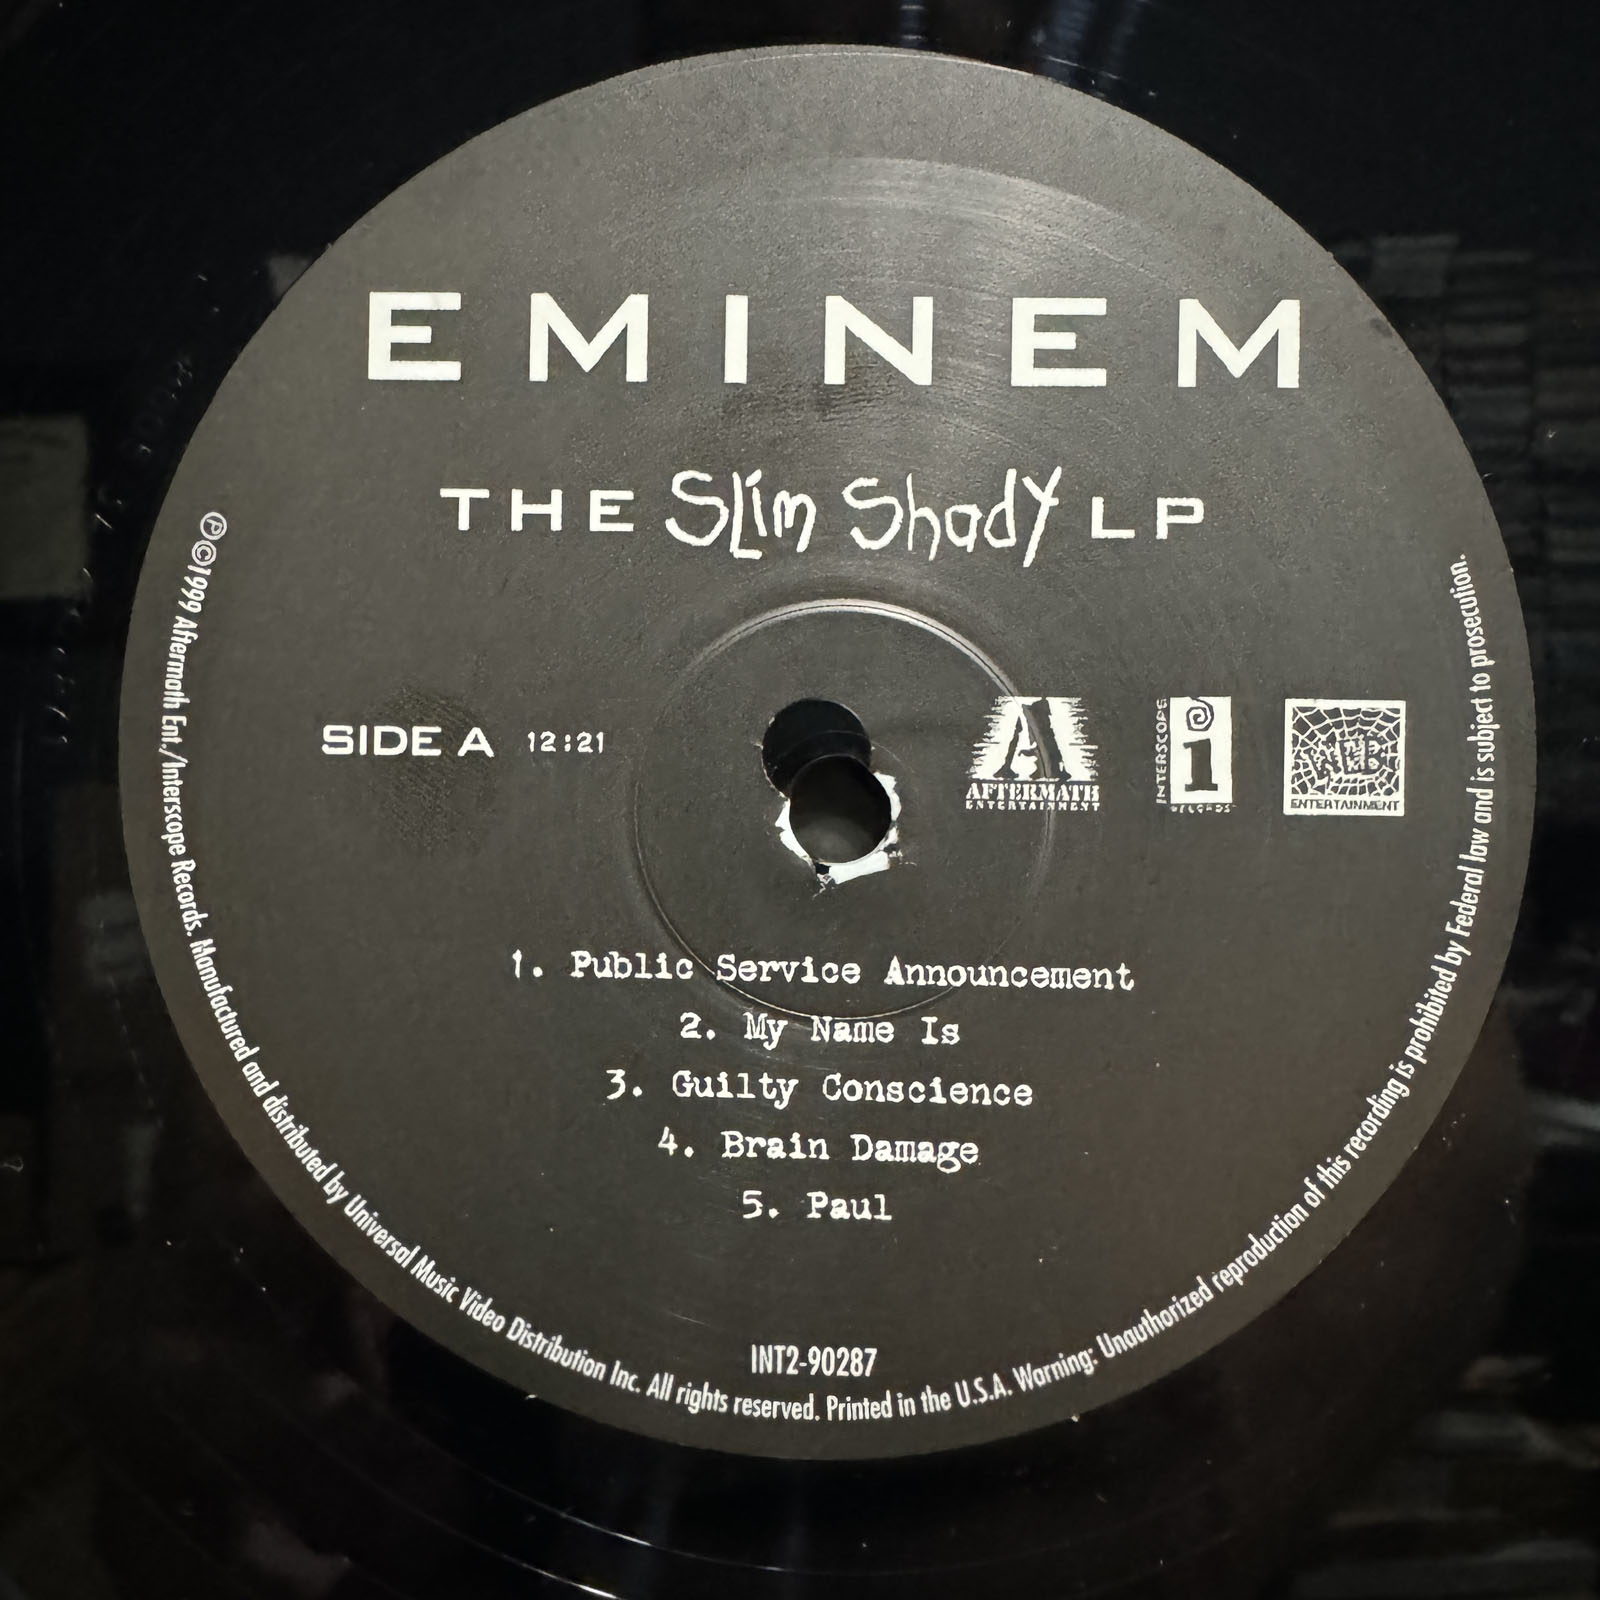 EMINEM
THE Slim Shady LP
SIDE A 12:21
A
AFTERMATH
ENTERTAINMENT
INTERSCOPE
i
RECORDS
WEB
ENTERTAINMENT
1. Public Service Announcement
2. My Name Is
3. Guilty Conscience
4. Brain Damage
5. Paul
INT2-90287
℗©1999 Aftermath Ent./Interscope Records. Manufactured and distributed by Universal Music Video Distribution Inc. All rights reserved. Printed in the U.S.A. Warning: Unauthorized reproduction of this recording is prohibited by Federal law and is subject to prosecution.